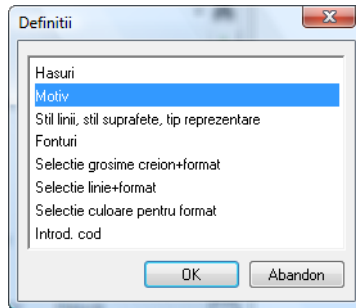 Definitii
Hasuri
Motiv
Stil linii, stil suprafete, tip reprezentare
Fonturi
Selectie grosime creion+format
Selectie linie+format
Selectie culoare pentru format
Introd. cod
OK
Abandon